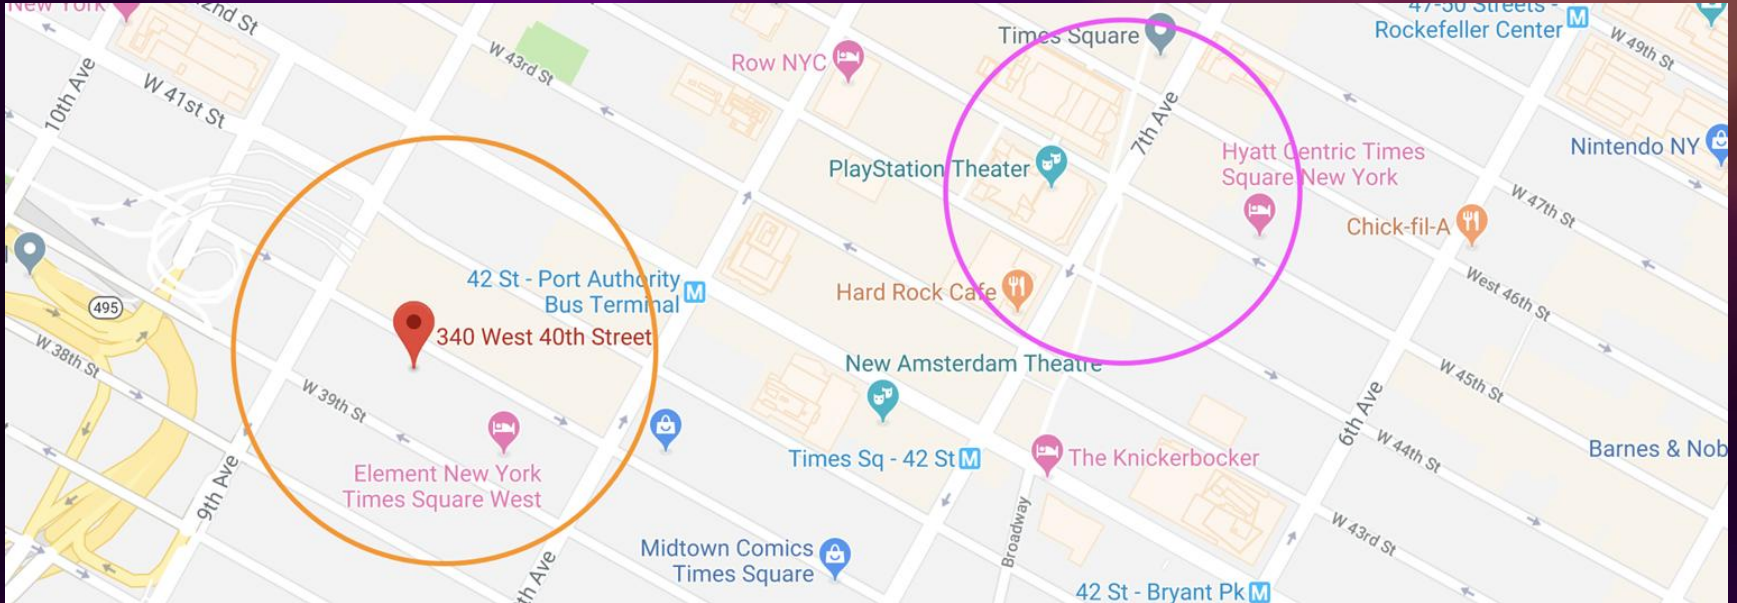 New York
2nd St
47-50 Streets -
Rockefeller Center
M
Times Square
W 49th St
W 43rd St
Row NYC
10th Ave
W 41st St
7th Ave
Nintendo NY
Hyatt Centric Times
Square New York
PlayStation Theater
W 47th St
Chick-fil-A
42 St - Port Authority
Bus Terminal
M
Hard Rock Cafe
West 46th St
495
340 West 40th Street
W 38th St
New Amsterdam Theatre
W 45th St
W 39th St
6th Ave
W 44th St
Barnes & Nob
Times Sq - 42 St
M
The Knickerbocker
Element New York
Times Square West
9th Ave
W 43rd St
Broadway
Midtown Comics
Times Square
th Ave
42 St - Bryant Pk
M